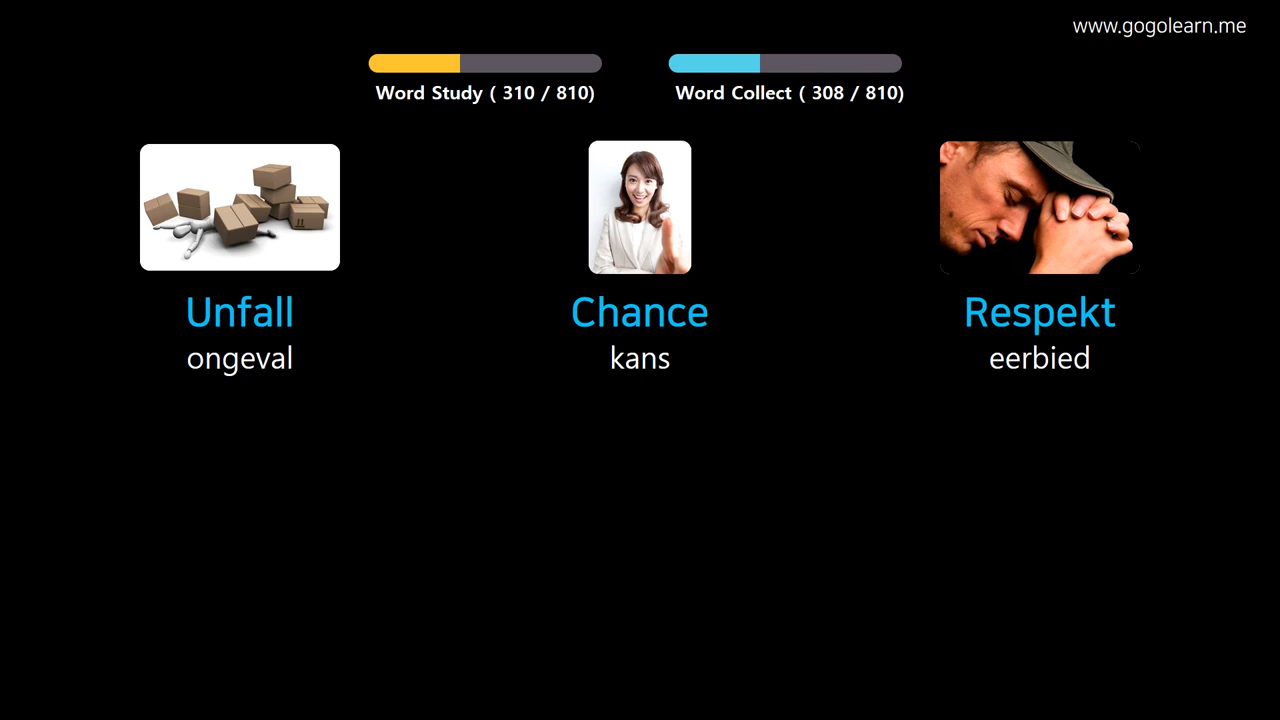 www.gogolearn.me
Word Study ( 310 / 810)
Word Collect ( 308 / 810)
Unfall
Chance
Respekt
ongeval
kans
eerbied